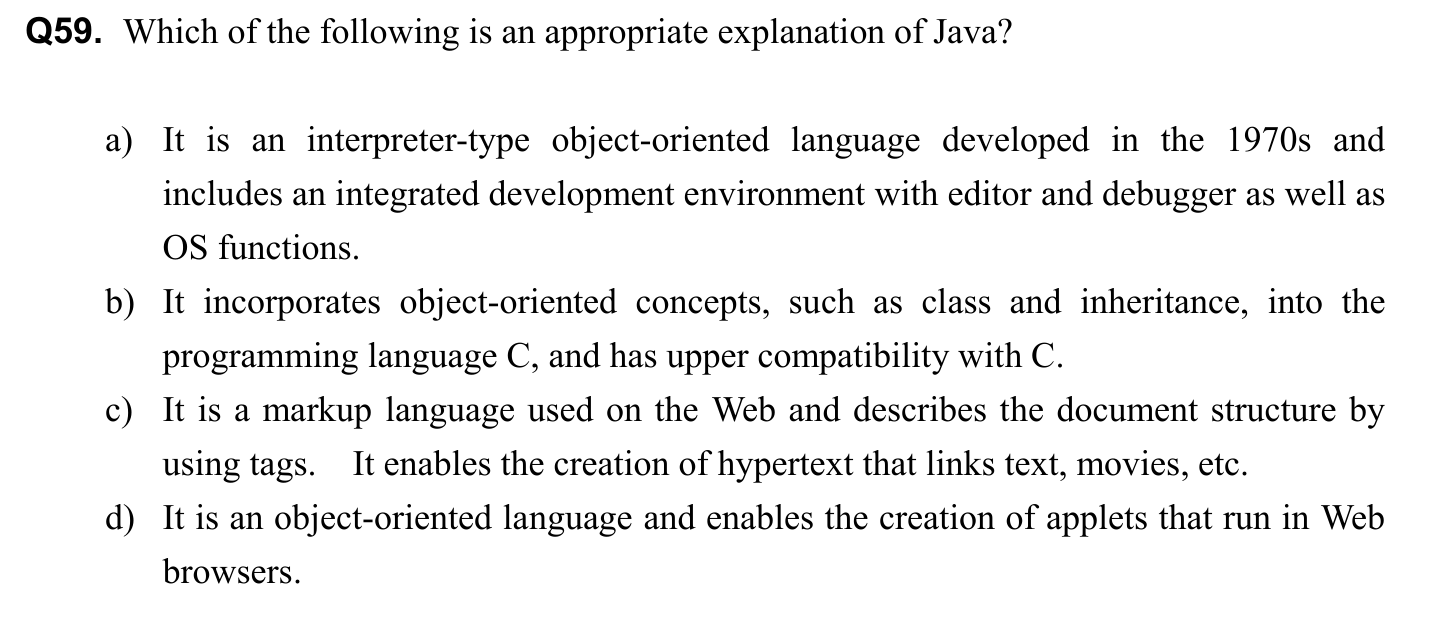 Q59. Which of the following is an appropriate explanation of Java?
a) It is an interpreter-type object-oriented language developed in the 1970s and
includes an integrated development environment with editor and debugger as well as
OS functions.
b) It incorporates object-oriented concepts, such as class and inheritance, into the
programming language C, and has upper compatibility with C.
c) It is a markup language used on the Web and describes the document structure by
using tags. It enables the creation of hypertext that links text, movies, etc.
d) It is an object-oriented language and enables the creation of applets that run in Web
browsers.